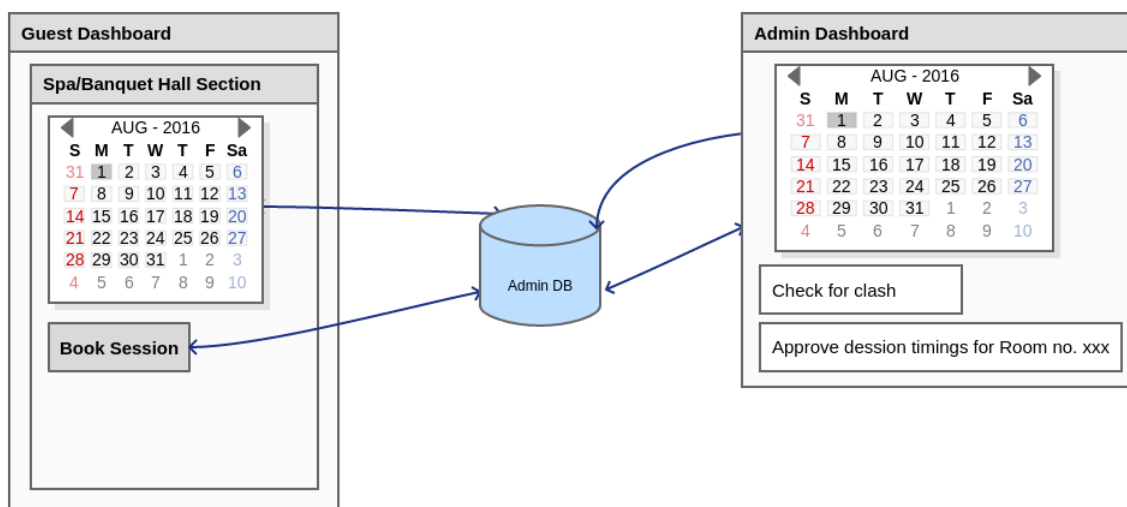 Guest Dashboard
Spa/Banquet Hall Section
AUG - 2016
S M T W T F Sa
31 1 2 3 4 5 6
7 8 9 10 11 12 13
14 15 16 17 18 19 20
21 22 23 24 25 26 27
28 29 30 31 1 2 3
4 5 6 7 8 9 10
Book Session
Admin DB
Admin Dashboard
AUG - 2016
S M T W T F Sa
31 1 2 3 4 5 6
7 8 9 10 11 12 13
14 15 16 17 18 19 20
21 22 23 24 25 26 27
28 29 30 31 1 2 3
4 5 6 7 8 9 10
Check for clash
Approve dession timings for Room no. xxx